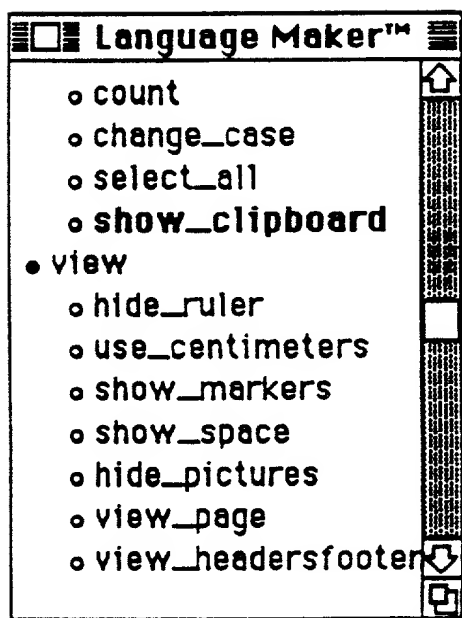 Language Maker™
count
change_case
select_all
show_clipboard
view
hide_ruler
use_centimeters
show_markers
show_space
hide_pictures
view_page
view_headersfooter